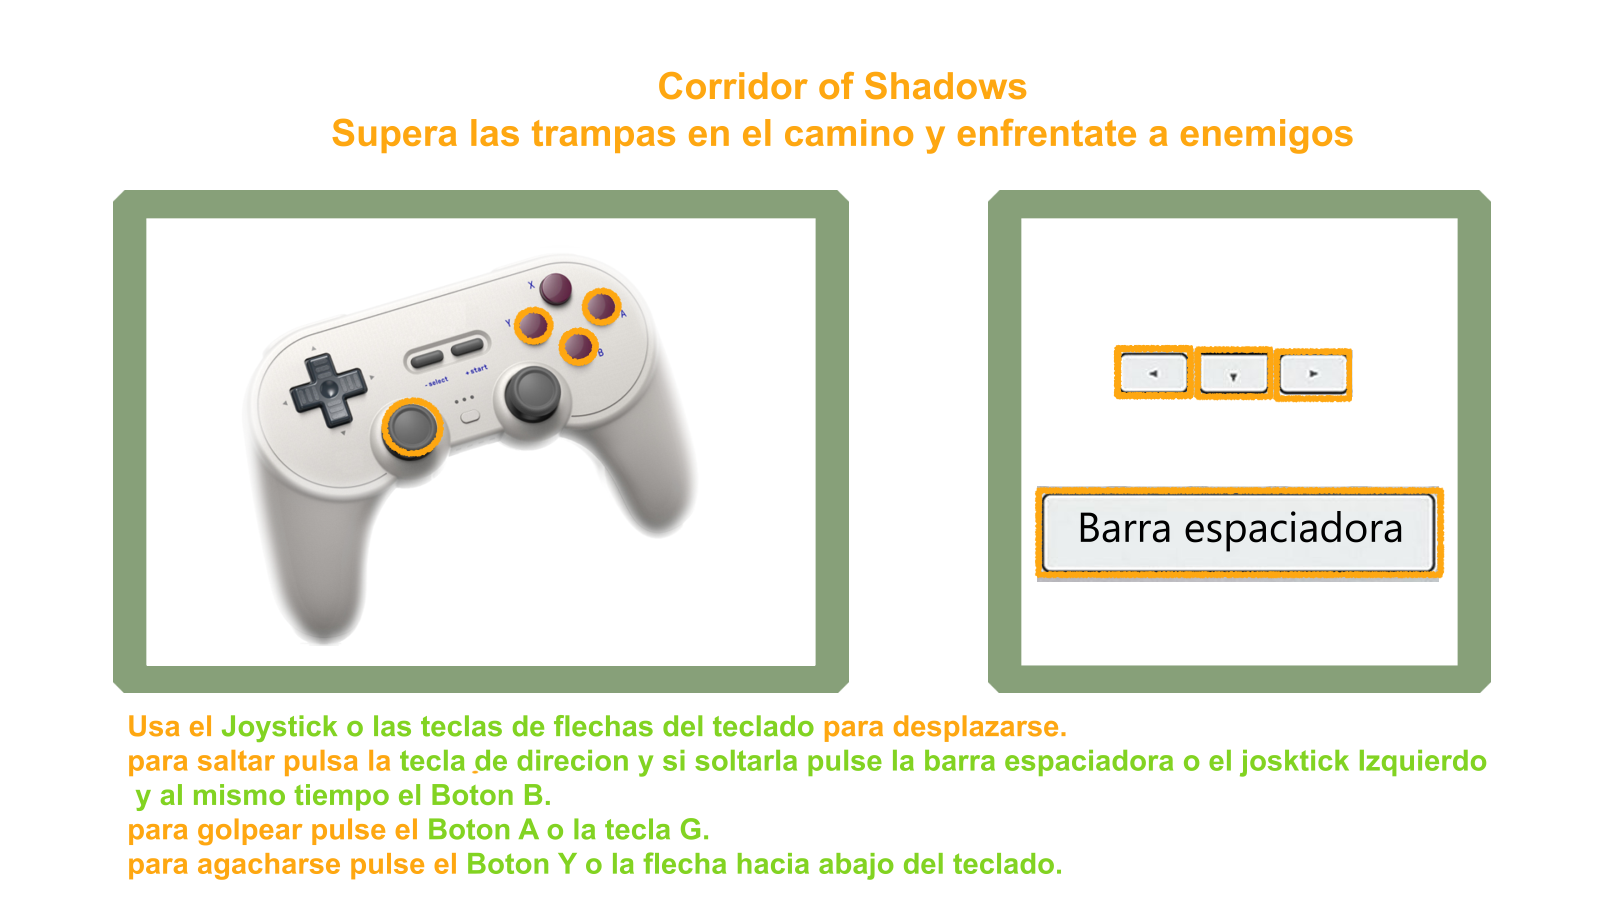 Corridor of Shadows
Supera las trampas en el camino y enfrentate a enemigos
X
A
Y
B
- select
+ start
Barra espaciadora
Usa el Joystick o las teclas de flechas del teclado para desplazarse.
para saltar pulsa la tecla de direcion y si soltarla pulse la barra espaciadora o el josktick Izquierdo
y al mismo tiempo el Boton B.
para golpear pulse el Boton A o la tecla G.
para agacharse pulse el Boton Y o la flecha hacia abajo del teclado.